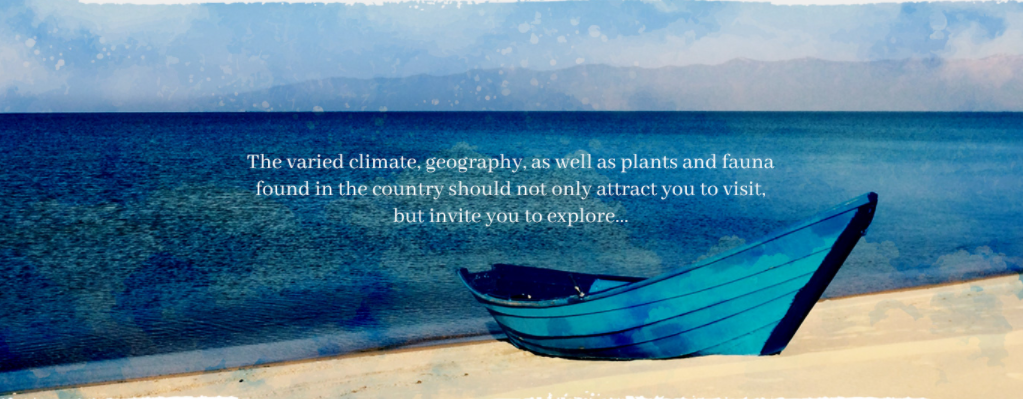 The varied climate, geography, as well as plants and fauna
found in the country should not only attract you to visit,
but invite you to explore...